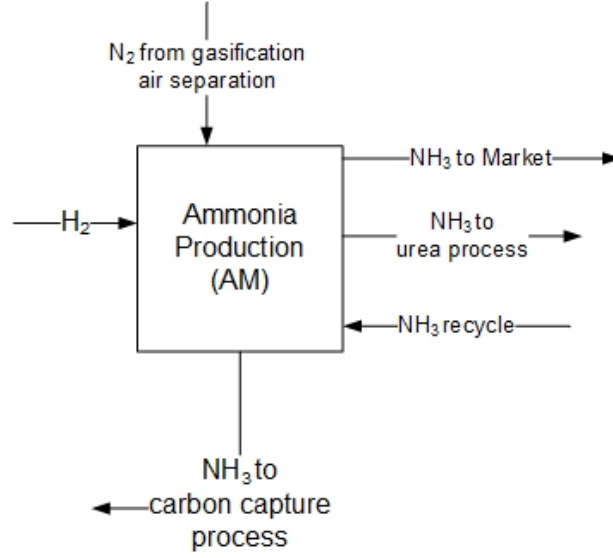 N₂ from gasification
air separation
NH₃ to Market
H₂
Ammonia
Production
(AM)
NH₃ to
urea process
NH₃ recycle
NH₃ to
carbon capture
process